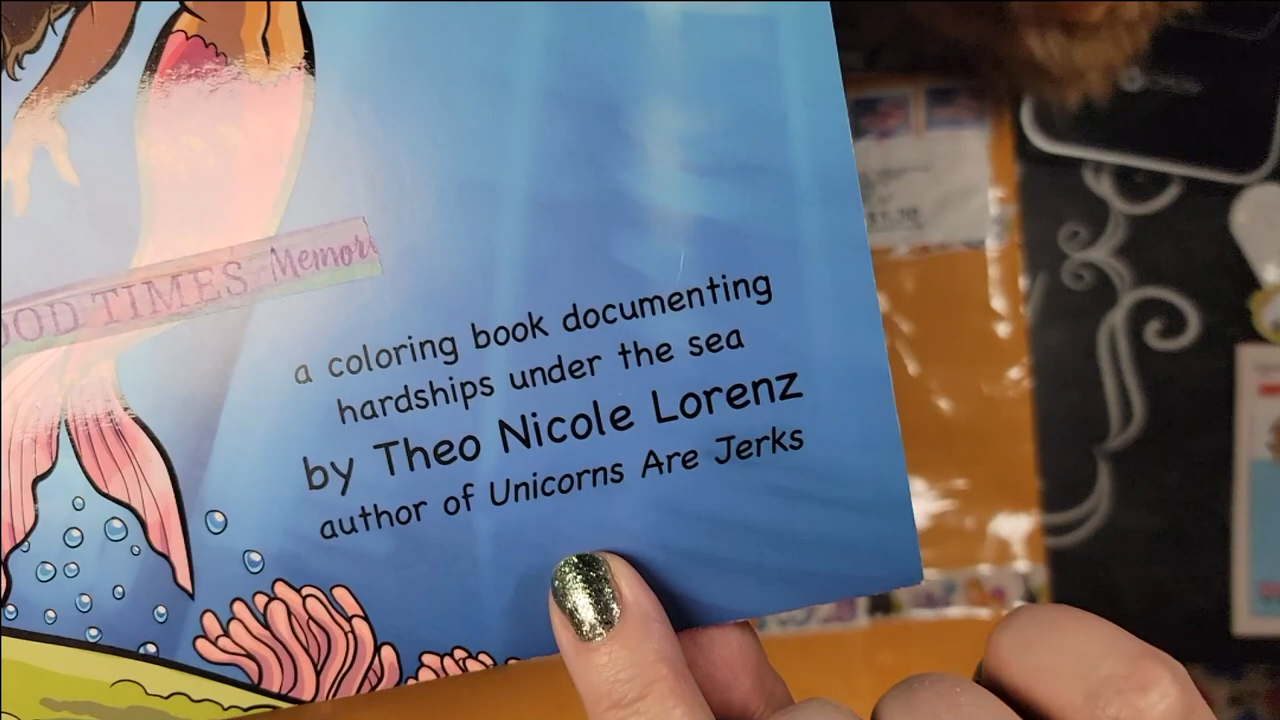 OOD TIMES Memori
a coloring book documenting
hardships under the sea
by Theo Nicole Lorenz
author of Unicorns Are Jerks